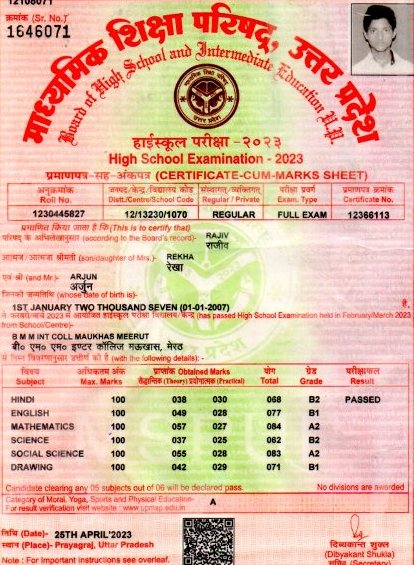 12108071
क्रमांक (Sr. No.)
1646071
माध्यमिक शिक्षा परिषद्, उत्तर प्रदेश
Board of High School and Intermediate Education U.P.
हाईस्कूल परीक्षा - २०२३
High School Examination - 2023
प्रमाणपत्र-सह-अंकपत्र (CERTIFICATE-CUM-MARKS SHEET)
अनुक्रमांक जनपद/केन्द्र/विद्यालय कोड संस्थागत/व्यक्तिगत परीक्षा प्रवर्ग प्रमाणपत्र क्रमांक
Roll No. Distt./Centre/School Code Regular / Private Exam. Type Certificate No.
1230445827 12/13230/1070 REGULAR FULL EXAM 12366113
प्रमाणित किया जाता है कि (This is to certify that)
परिषद् के अभिलेखानुसार (according to the Board's record)- RAJIV
राजीव
आत्मज / आत्मजा श्रीमती (son/daughter of Mrs.)- REKHA
रेखा
एवं श्री (and Mr.)- ARJUN
अर्जुन
जिनकी जन्मतिथि (whose date of birth is)-
1ST JANUARY TWO THOUSAND SEVEN (01-01-2007) है,
ने फरवरी/मार्च 2023 में आयोजित हाईस्कूल परीक्षा विद्यालय/केन्द्र (has passed High School Examination held in February/March 2023
from School/Centre)-
B M M INT COLL MAUKHAS MEERUT
बी० एम० एम० इण्टर कॉलिज मऊखास, मेरठ
से निम्न विवरणानुसार उत्तीर्ण की है (with the following details) -
विषय अधिकतम अंक प्राप्तांक Obtained Marks योग ग्रेड परीक्षाफल
Subject Max. Marks सैद्धान्तिक (Theory) प्रयोगात्मक (Practical) Total Grade Result
HINDI 100 038 030 068 B2 PASSED
ENGLISH 100 049 028 077 B1
MATHEMATICS 100 057 027 084 A2
SCIENCE 100 037 025 062 B2
SOCIAL SCIENCE 100 055 028 083 A2
DRAWING 100 042 029 071 B1
Candidate clearing any 05 subjects out of 06 will be declared pass. No divisions are awarded
Category of Moral, Yoga, Sports and Physical Education- A
For result verification visit website : www.upmsp.edu.in
तिथि (Date)- 25TH APRIL'2023
स्थान (Place)- Prayagraj, Uttar Pradesh
दिव्यकान्त शुक्ल
(Dibyakant Shukla)
सचिव (Secretary)
Note : For important instructions see overleaf.